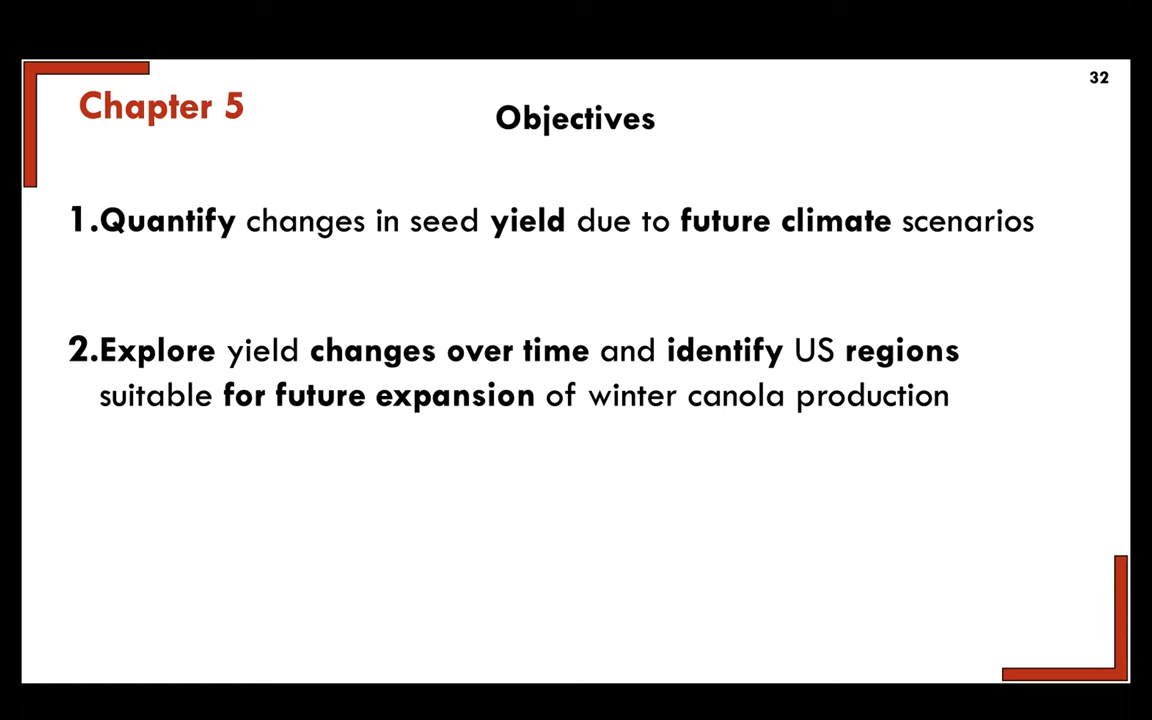 32
Chapter 5
Objectives
1.Quantify changes in seed yield due to future climate scenarios
2.Explore yield changes over time and identify US regions
suitable for future expansion of winter canola production